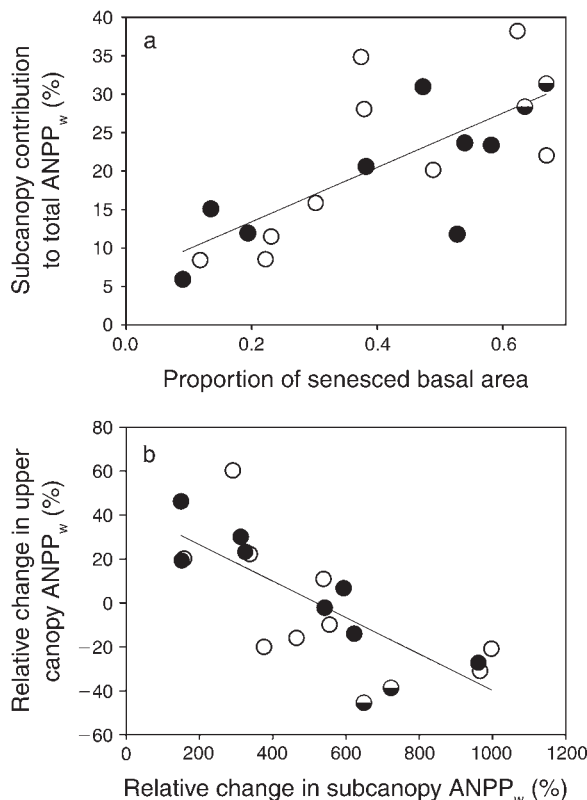 a
Subcanopy contribution
to total ANPPw (%)
40
35
30
25
20
15
10
5
0
0.0 0.2 0.4 0.6
Proportion of senesced basal area
b
Relative change in upper
canopy ANPPw (%)
80
60
40
20
0
−20
−40
−60
0 200 400 600 800 1000 1200
Relative change in subcanopy ANPPw (%)